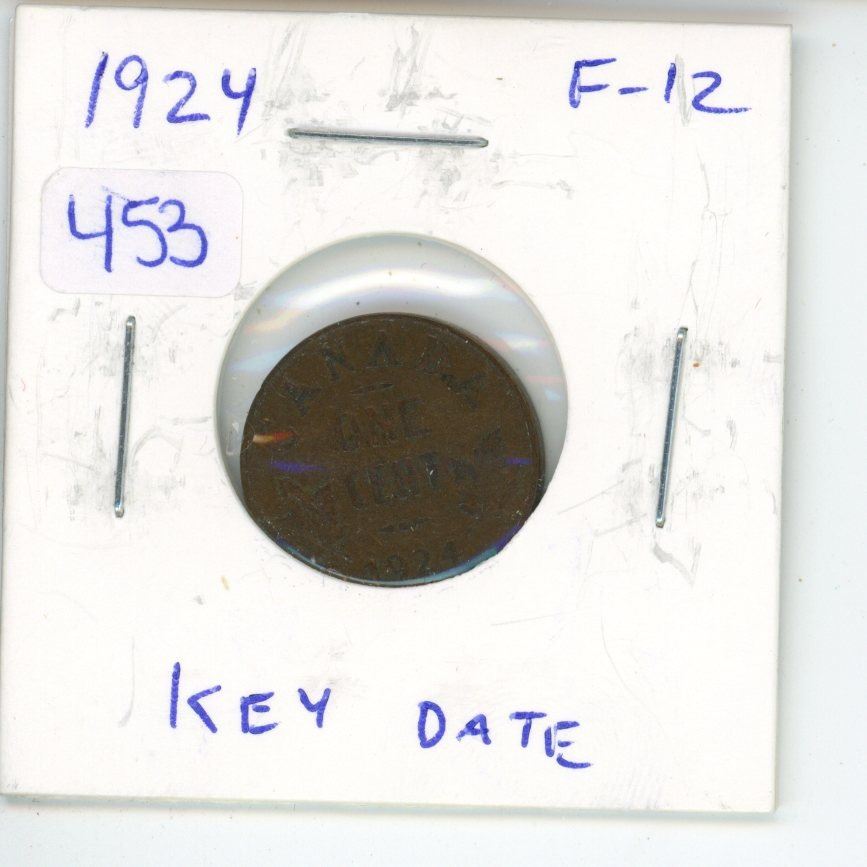 1924 F-12
453
CANADA
ONE
CENT
1924
KEY DATE